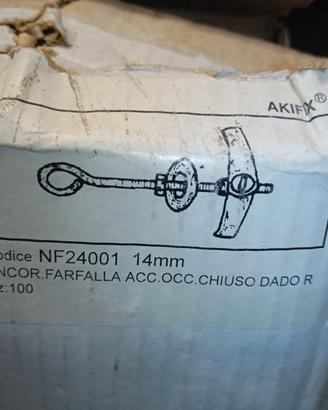 AKIFIX®
odice NF24001 14mm
NCOR.FARFALLA ACC.OCC.CHIUSO DADO R
z:100